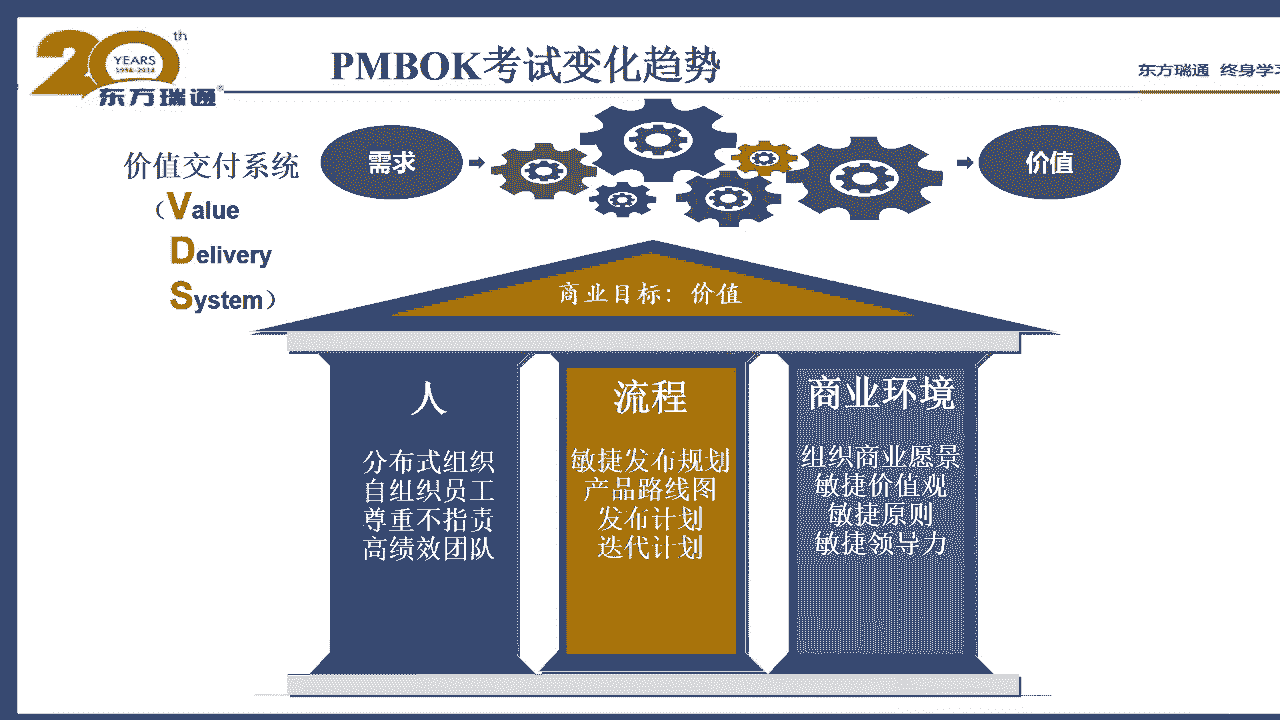 20th
YEARS
1998-2018
东方瑞通®
PMBOK考试变化趋势
东方瑞通 终身学习
价值交付系统
(Value
Delivery
System)
需求
价值
商业目标：价值
人
分布式组织
自组织员工
尊重不指责
高绩效团队
流程
敏捷发布规划
产品路线图
发布计划
迭代计划
商业环境
组织商业愿景
敏捷价值观
敏捷原则
敏捷领导力